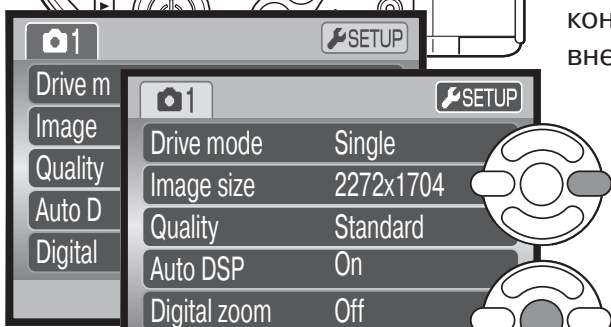 1 SETUP
Drive m
Image
Quality
Auto D
Digital
1 SETUP
Drive mode Single
Image size 2272x1704
Quality Standard
Auto DSP On
Digital zoom Off
кон
вне